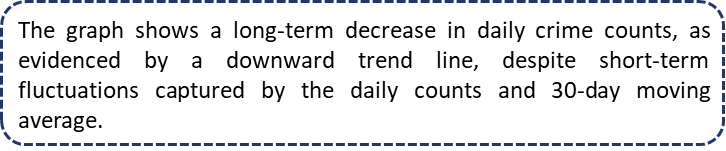 The graph shows a long-term decrease in daily crime counts, as
evidenced by a downward trend line, despite short-term
fluctuations captured by the daily counts and 30-day moving
average.